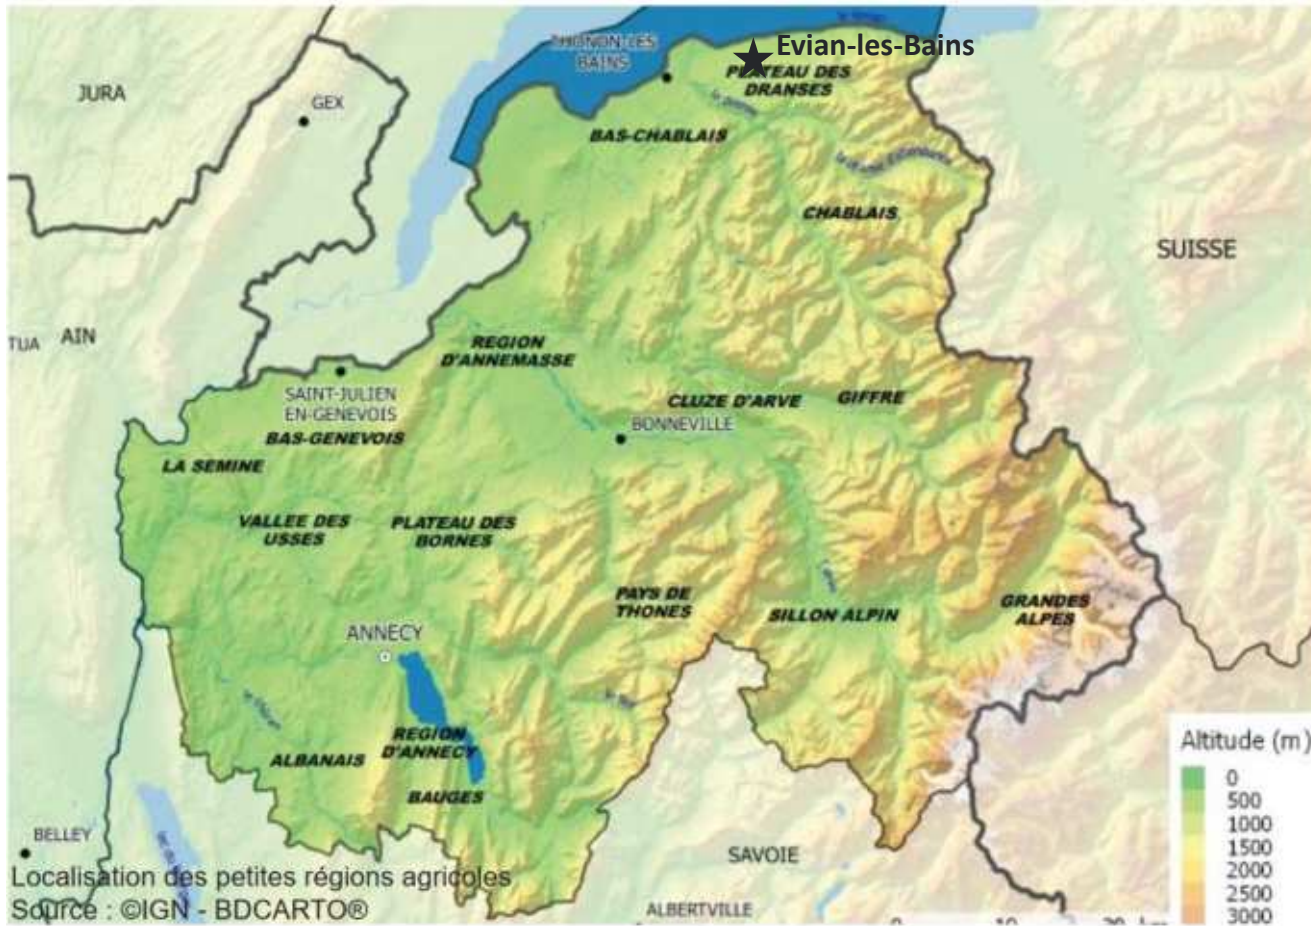 Evian-les-Bains
THONON-LES
BAINS
PLATEAU DES
DRANSES
JURA
GEX
BAS-CHABLAIS
CHABLAIS
SUISSE
TUA
AIN
REGION
D'ANNEMASSE
SAINT-JULIEN
EN-GENEVOIS
CLUZE D'ARVE
GIFFRE
BONNEVILLE
BAS-GENEVOIS
LA SEMINE
VALLEE DES
USSES
PLATEAU DES
BORNES
PAYS DE
THONES
SILLON ALPIN
GRANDES
ALPES
ANNECY
REGION
D'ANNECY
ALBANAIS
BAUGES
Altitude (m)
0
500
1000
1500
2000
2500
3000
BELLEY
SAVOIE
ALBERTVILLE
Localisation des petites régions agricoles
Source : ©IGN - BDCARTO®